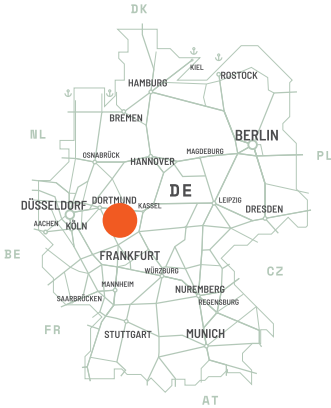 DK
KIEL
ROSTOCK
HAMBURG
BREMEN
NL
BERLIN
MAGDEBURG
OSNABRÜCK
HANNOVER
PL
DE
DORTMUND
KASSEL
LEIPZIG
DÜSSELDORF
DRESDEN
AACHEN
KÖLN
BE
FRANKFURT
WÜRZBURG
CZ
MANNHEIM
NUREMBERG
SAARBRÜCKEN
REGENSBURG
FR
STUTTGART
MUNICH
AT